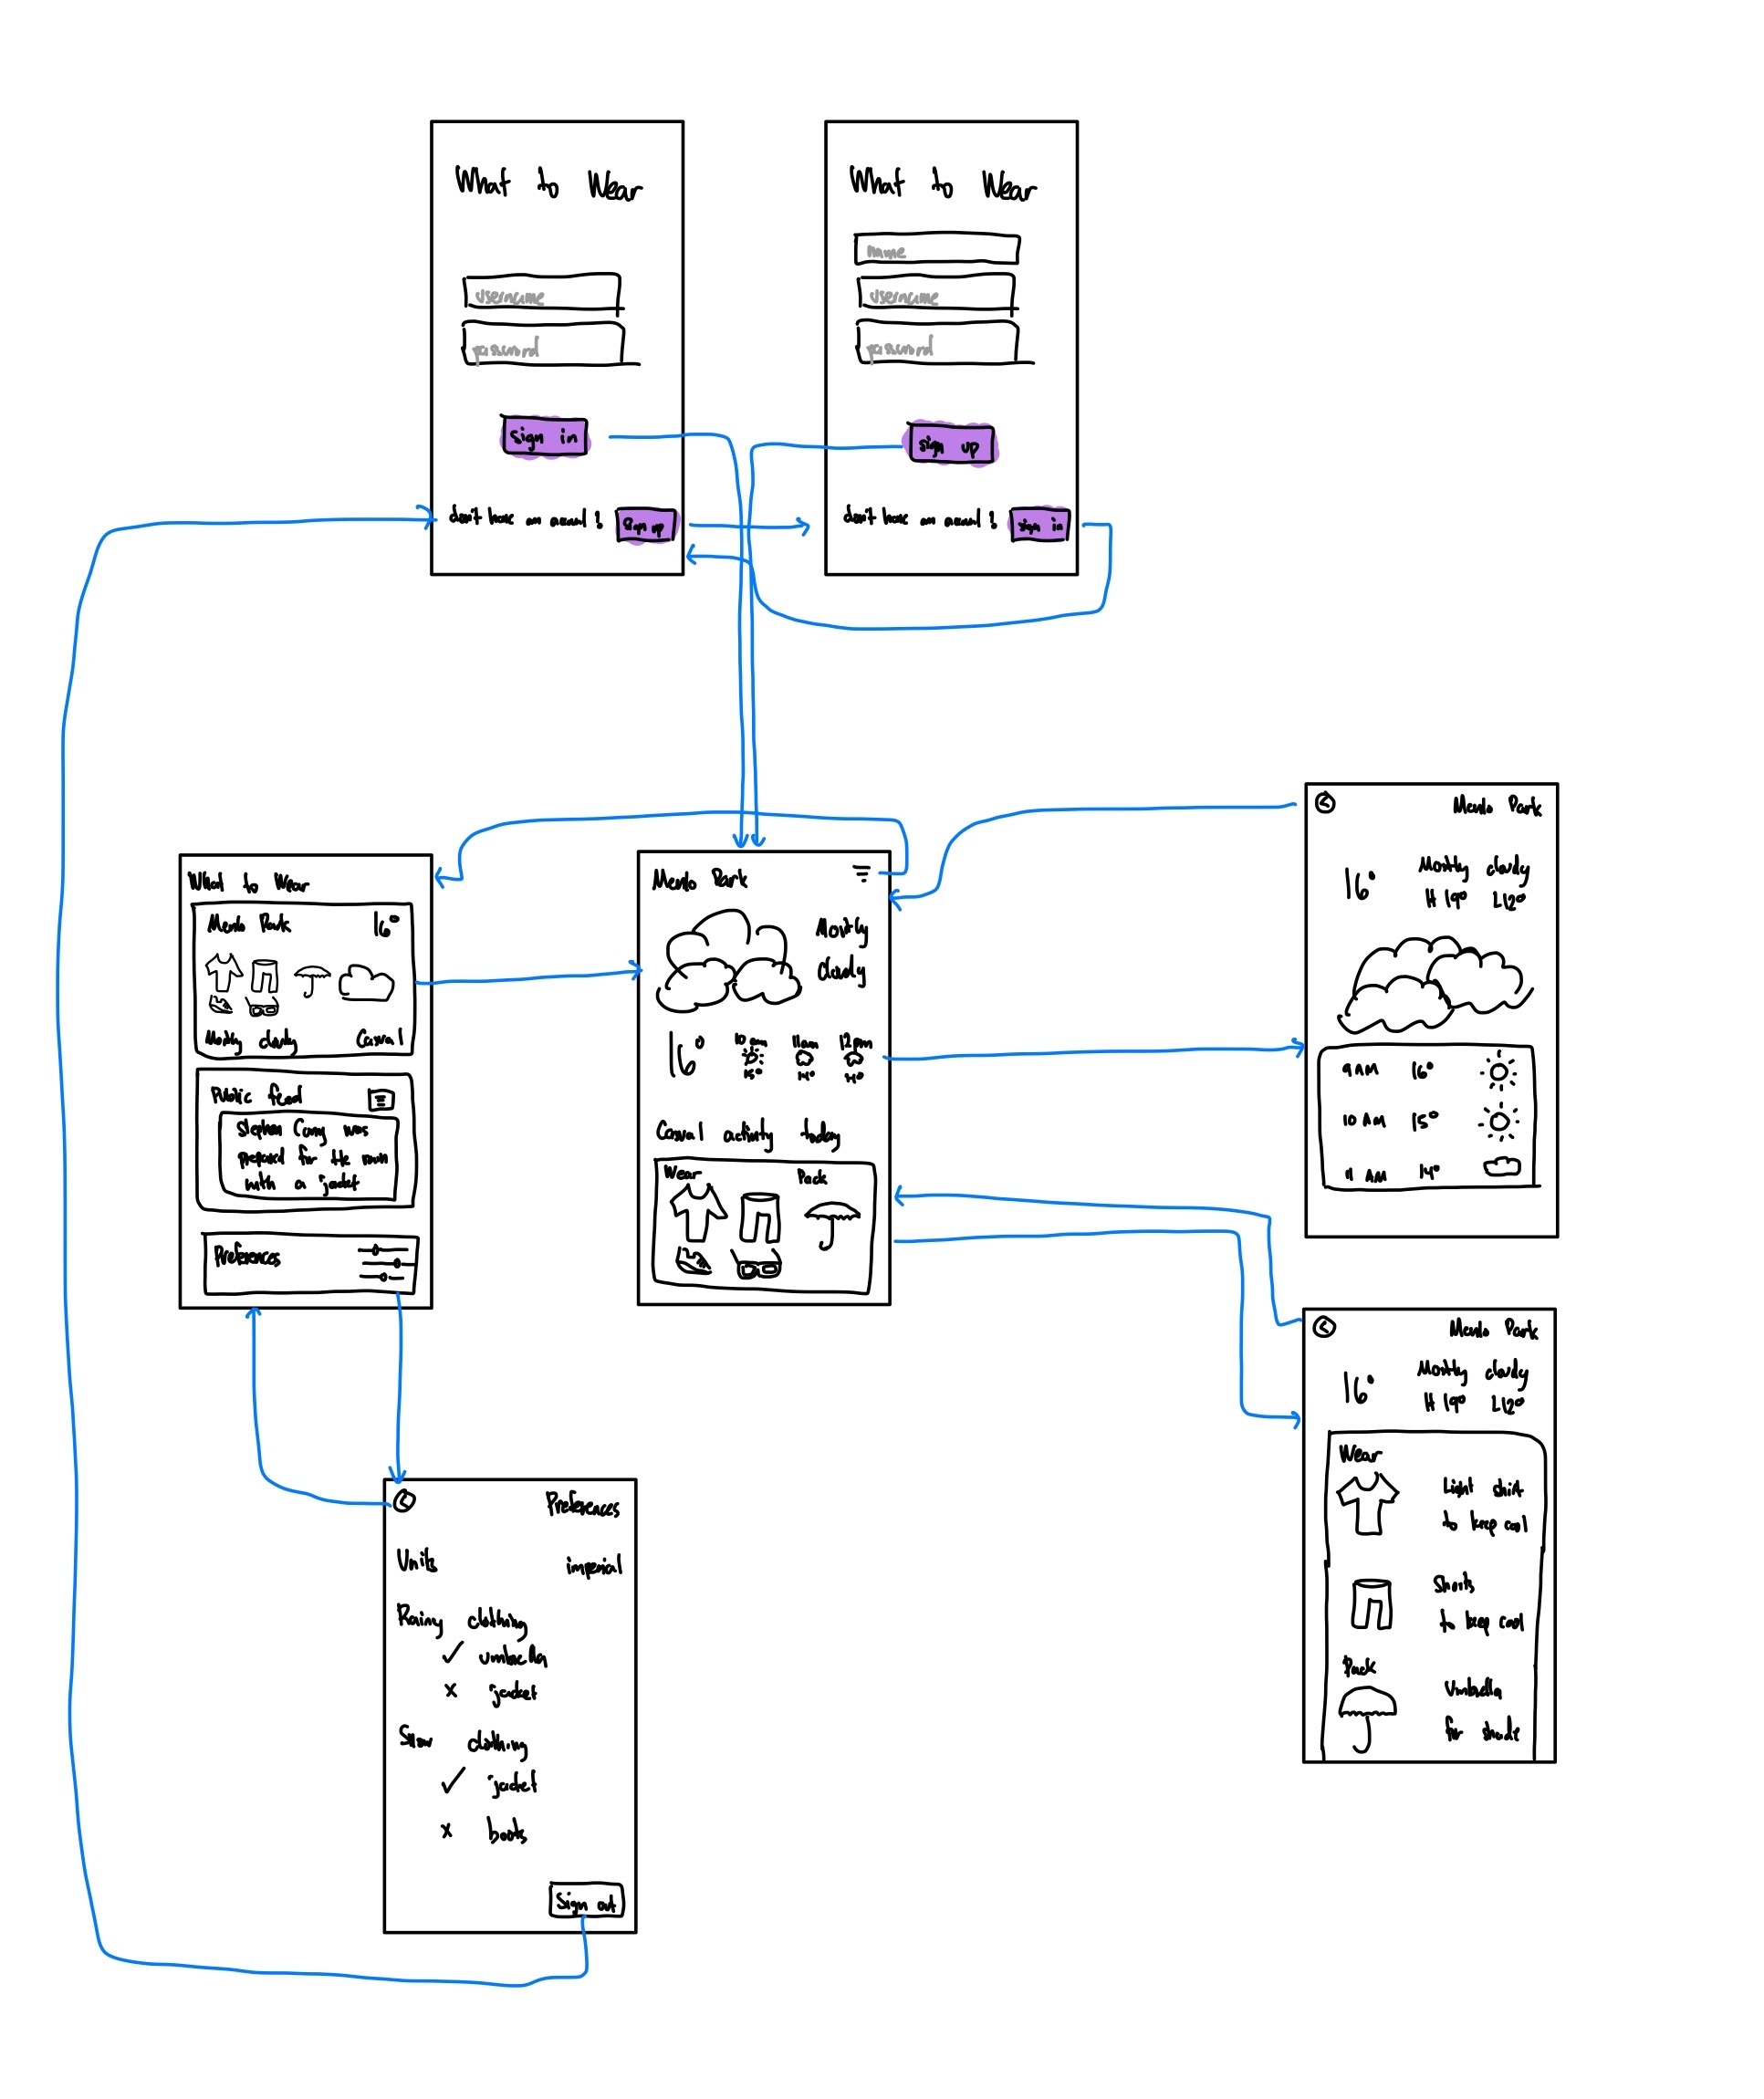 What to Wear
username
password
sign in
don't have an account? Sign up
What to Wear
name
username
password
sign up
don't have an account? sign in
What to Wear
Menlo Park 16°
Mostly cloudy Casual
Public feed
Stephen Curry was
prepared for the rain
with a jacket
Preferences
Menlo Park
Mostly
cloudy
16°
10 am 11am 12pm
15° 14° 14°
Casual activity today
Wear Pack
Menlo Park
16° Mostly cloudy
H 19° L12°
9 AM 16°
10 AM 15°
11 AM 14°
Menlo Park
16° Mostly cloudy
H 19° L12°
Wear
Light shirt
to keep cool
Shorts
to keep cool
Pack
Umbrella
for shade
Preferences
Units imperial
Rainy clothing
✓ umbrella
x jacket
Snow clothing
✓ jacket
x boots
Sign out